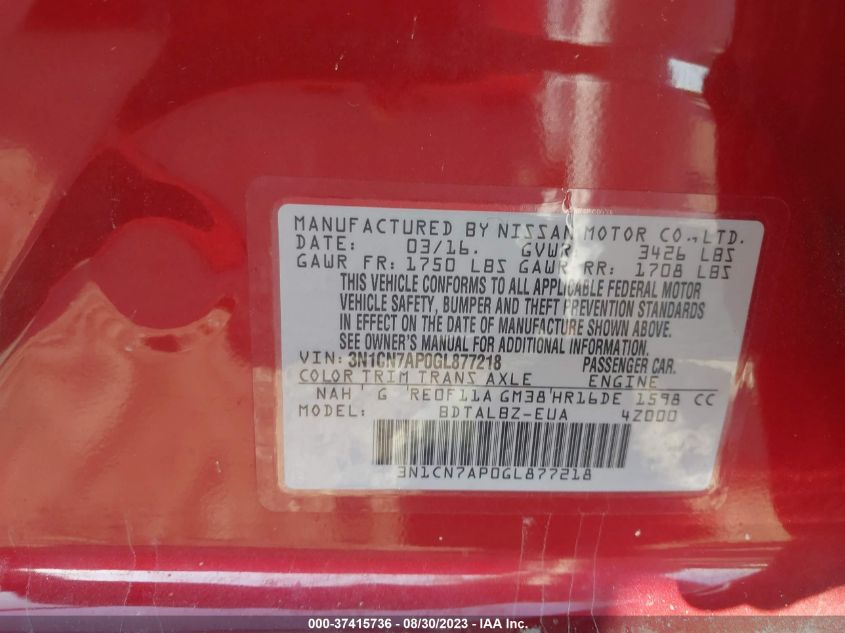 MANUFACTURED BY NISSAN MOTOR CO.,LTD.
DATE: 03/16. GVWR 3426 LBS
GAWR FR: 1750 LBS GAWR RR: 1708 LBS
THIS VEHICLE CONFORMS TO ALL APPLICABLE FEDERAL MOTOR
VEHICLE SAFETY, BUMPER AND THEFT PREVENTION STANDARDS
IN EFFECT ON THE DATE OF MANUFACTURE SHOWN ABOVE.
SEE OWNER'S MANUAL FOR ADDITIONAL INFORMATION.
VIN: 3N1CN7AP0GL877218 PASSENGER CAR.
COLOR TRIM TRANS AXLE ENGINE
NAH G RE0F11A GM38 HR16DE 1598 CC
MODEL: BDTALBZ-EUA 4Z000
3N1CN7AP0GL877218
000-37415736 - 08/30/2023 - IAA Inc.